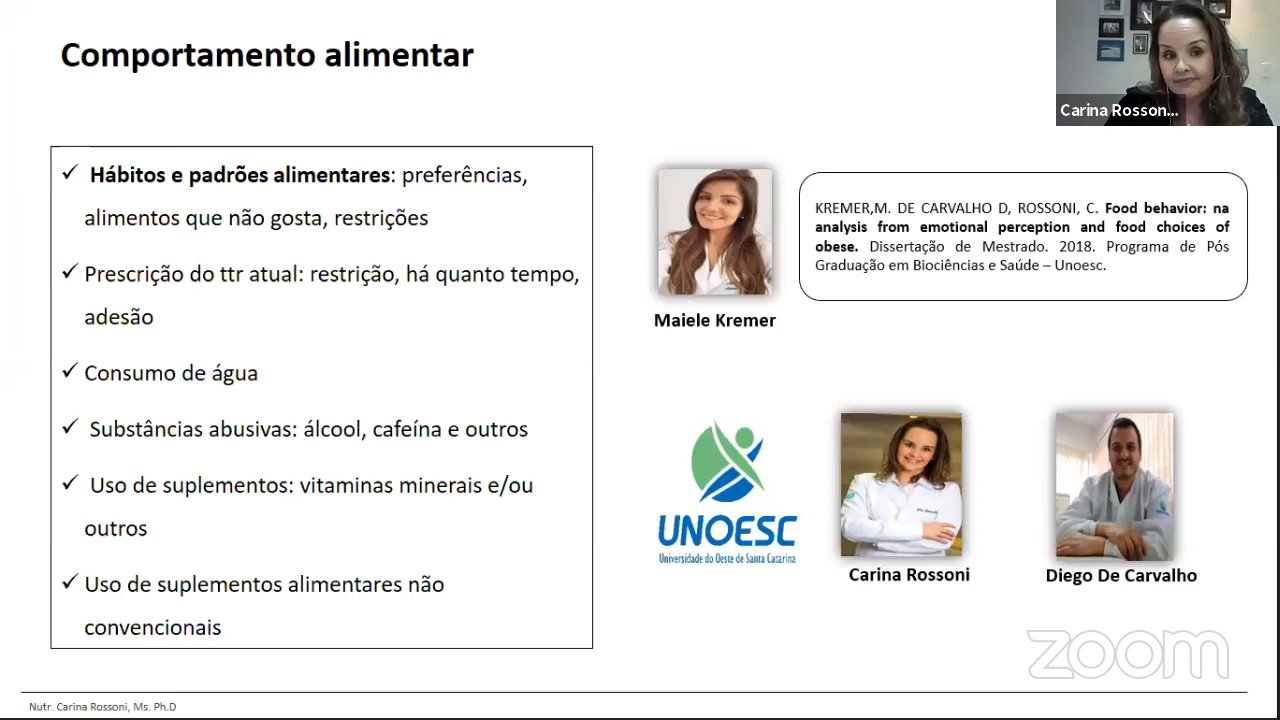 Comportamento alimentar
Carina Rosson...
✓ Hábitos e padrões alimentares: preferências,
alimentos que não gosta, restrições
✓ Prescrição do ttr atual: restrição, há quanto tempo,
adesão
✓ Consumo de água
✓ Substâncias abusivas: álcool, cafeína e outros
✓ Uso de suplementos: vitaminas minerais e/ou
outros
✓ Uso de suplementos alimentares não
convencionais
KREMER,M. DE CARVALHO D, ROSSONI, C. Food behavior: na
analysis from emotional perception and food choices of
obese. Dissertação de Mestrado. 2018. Programa de Pós
Graduação em Biociências e Saúde – Unoesc.
Maiele Kremer
UNOESC
Universidade do Oeste de Santa Catarina
Carina Rossoni
Diego De Carvalho
zoom
Nutr. Carina Rossoni, Ms. Ph.D